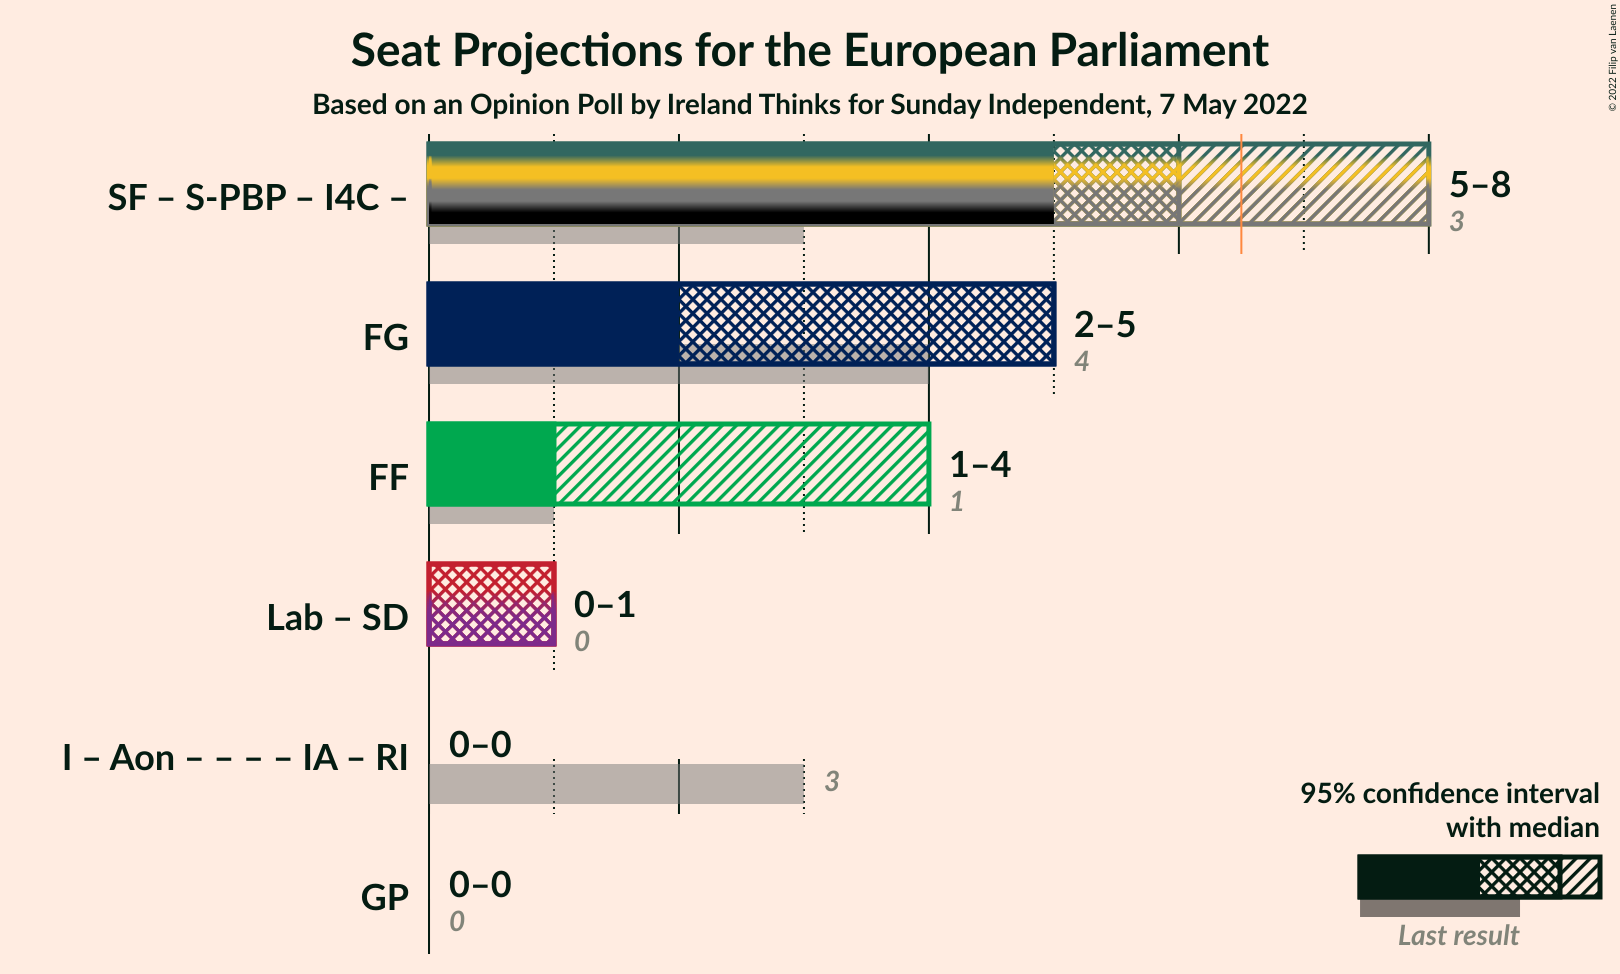 Seat Projections for the European Parliament
Based on an Opinion Poll by Ireland Thinks for Sunday Independent, 7 May 2022
© 2022 Filip van Laenen
SF – S-PBP – I4C –
5–8
3
FG
2–5
4
FF
1–4
1
Lab – SD
0–1
0
I – Aon – – – – IA – RI
0–0
3
GP
0–0
0
95% confidence interval
with median
Last result